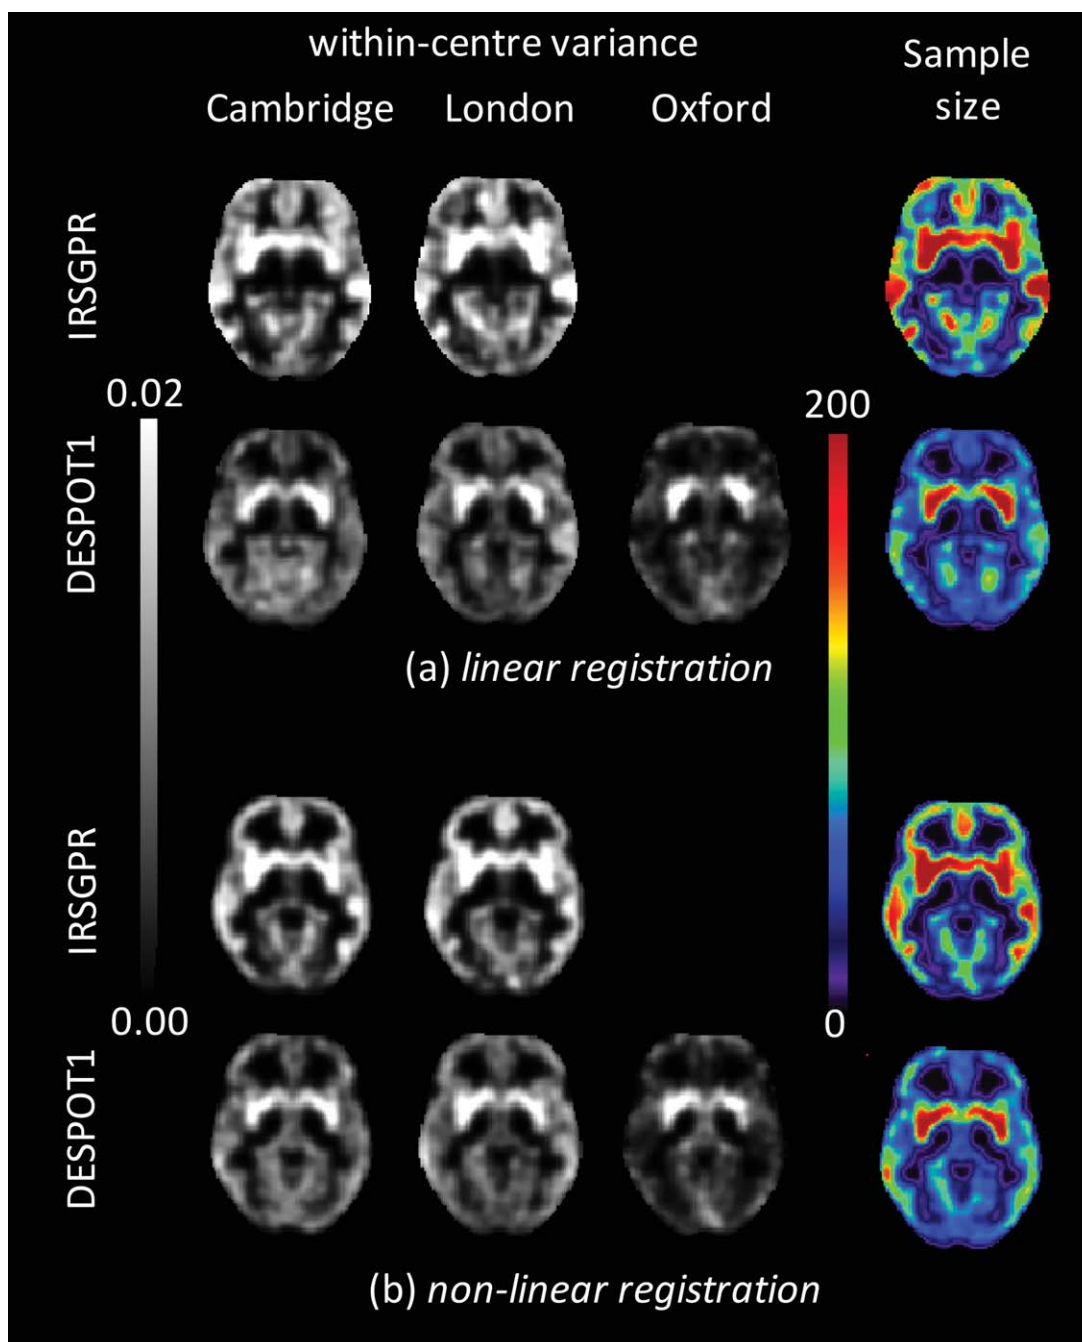 within-centre variance
Sample
size
Cambridge
London
Oxford
IRSGPR
0.02
200
DESPOT1
(a) linear registration
IRSGPR
0.00
0
DESPOT1
(b) non-linear registration